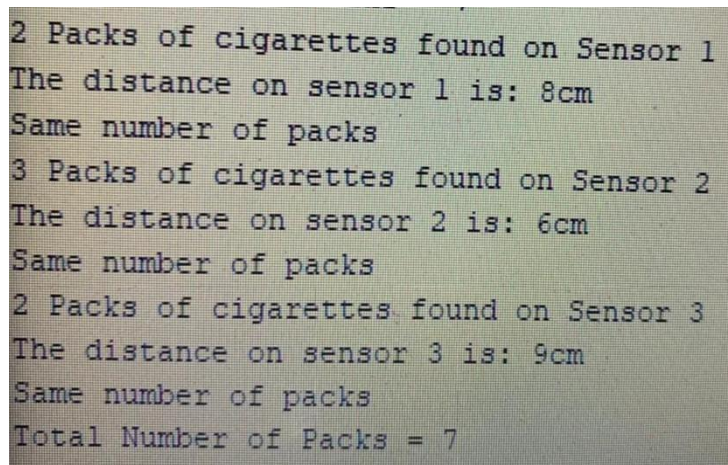 2 Packs of cigarettes found on Sensor 1
The distance on sensor 1 is: 8cm
Same number of packs
3 Packs of cigarettes found on Sensor 2
The distance on sensor 2 is: 6cm
Same number of packs
2 Packs of cigarettes found on Sensor 3
The distance on sensor 3 is: 9cm
Same number of packs
Total Number of Packs = 7